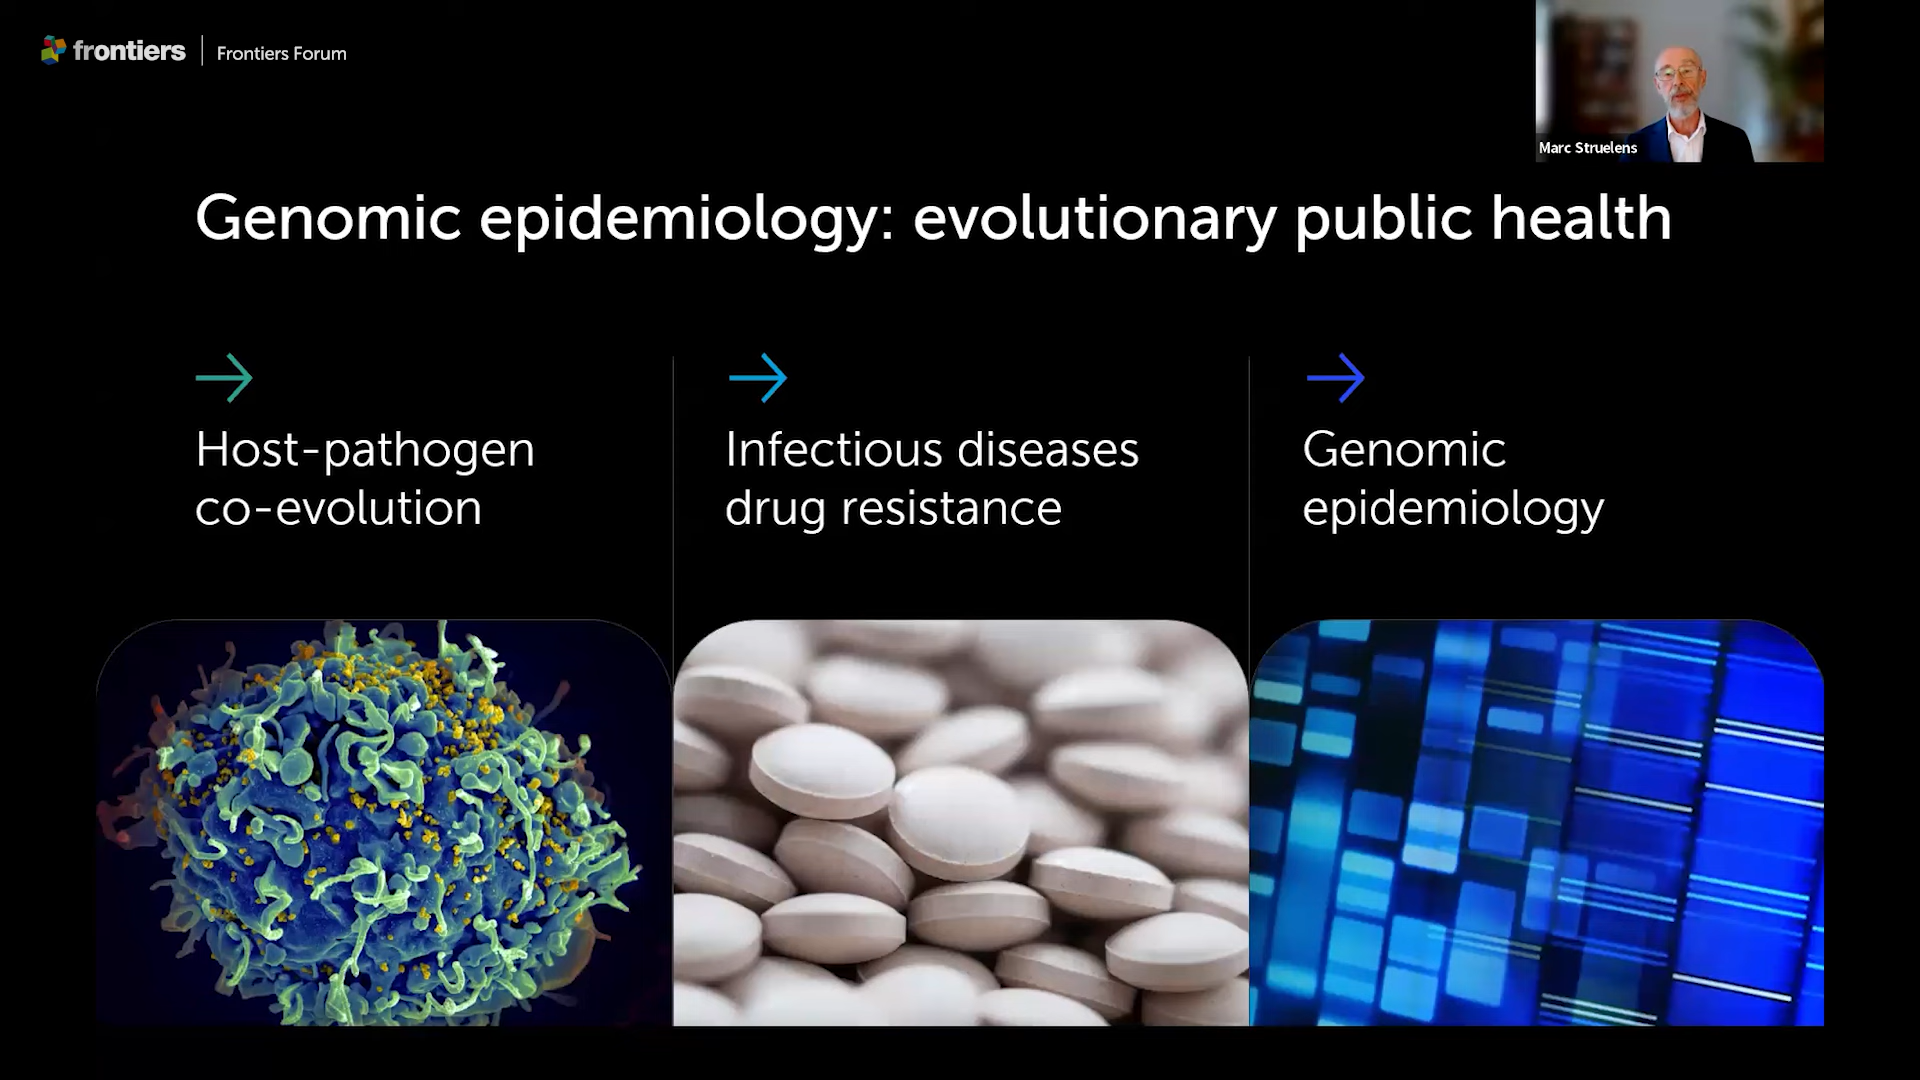 frontiers
Frontiers Forum
Marc Struelens
Genomic epidemiology: evolutionary public health
Host-pathogen
co-evolution
Infectious diseases
drug resistance
Genomic
epidemiology